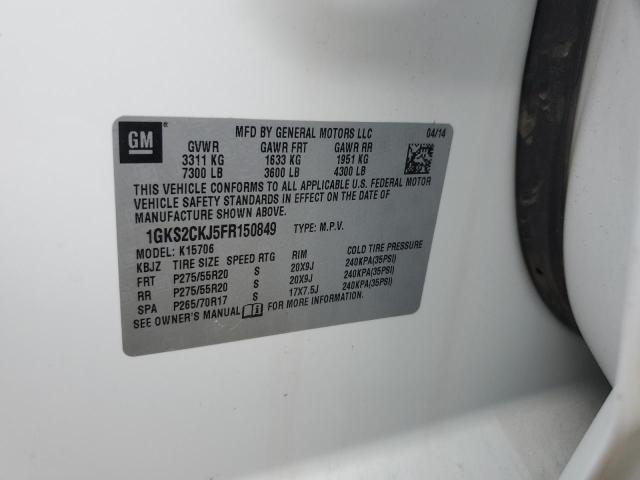 GM ®
MFD BY GENERAL MOTORS LLC 04/14
GVWR GAWR FRT GAWR RR
3311 KG 1633 KG 1951 KG
7300 LB 3600 LB 4300 LB
THIS VEHICLE CONFORMS TO ALL APPLICABLE U.S. FEDERAL MOTOR
VEHICLE SAFETY STANDARDS IN EFFECT ON THE DATE OF
MANUFACTURE SHOWN ABOVE.
1GKS2CKJ5FR150849 TYPE: M.P.V.
MODEL: K15706
KBJZ TIRE SIZE SPEED RTG RIM COLD TIRE PRESSURE
FRT P275/55R20 S 20X9J 240KPA(35PSI)
RR P275/55R20 S 20X9J 240KPA(35PSI)
SPA P265/70R17 S 17X7.5J 240KPA(35PSI)
SEE OWNER'S MANUAL FOR MORE INFORMATION